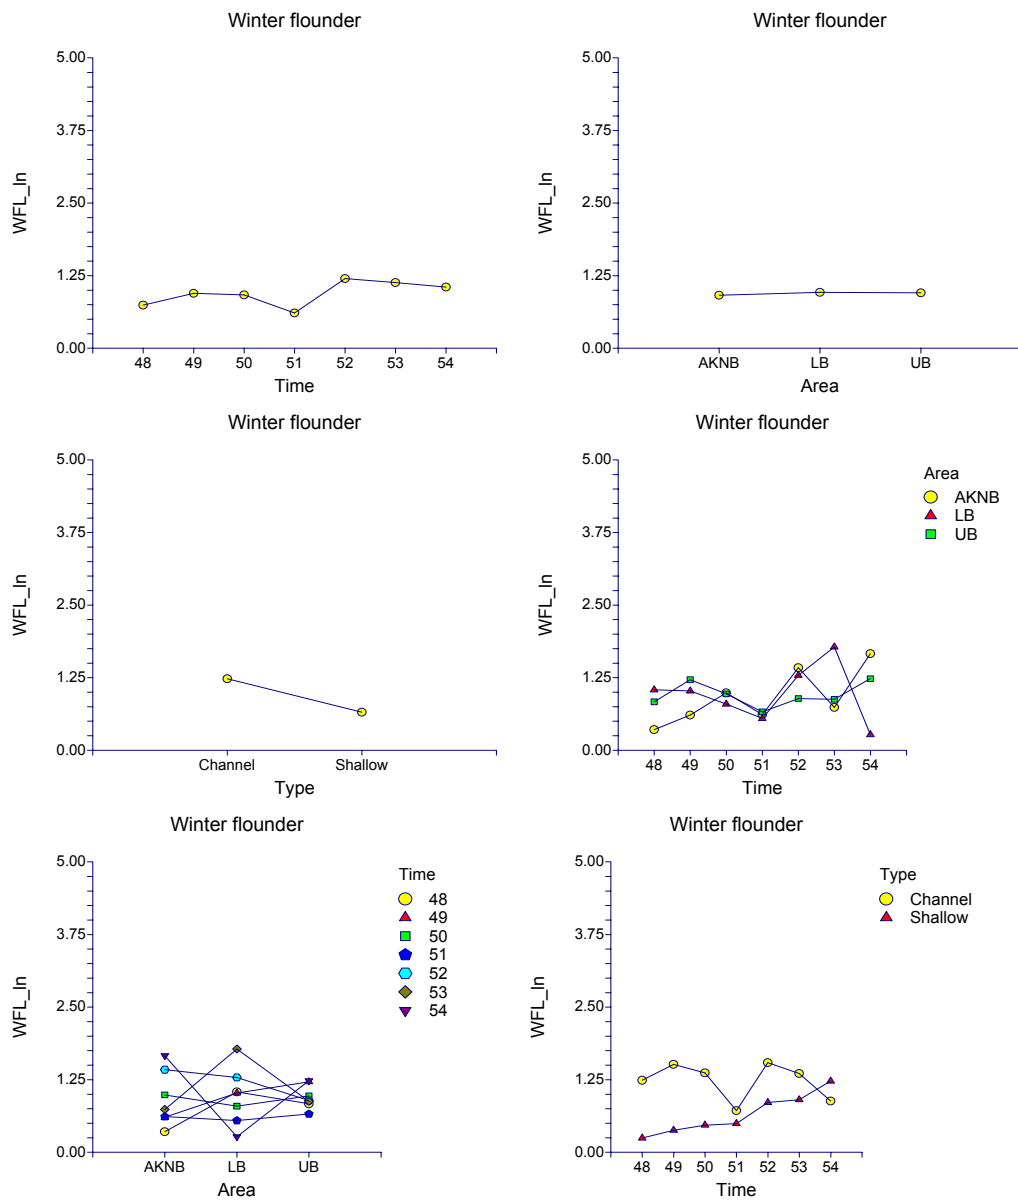 Winter flounder
5.00
3.75
2.50
1.25
0.00
WFL_ln
48 49 50 51 52 53 54
Time
Winter flounder
5.00
3.75
2.50
1.25
0.00
WFL_ln
AKNB LB UB
Area
Winter flounder
5.00
3.75
2.50
1.25
0.00
WFL_ln
Channel Shallow
Type
Winter flounder
5.00
3.75
2.50
1.25
0.00
WFL_ln
48 49 50 51 52 53 54
Time
Area
AKNB
LB
UB
Winter flounder
5.00
3.75
2.50
1.25
0.00
WFL_ln
AKNB LB UB
Area
Time
48
49
50
51
52
53
54
Winter flounder
5.00
3.75
2.50
1.25
0.00
WFL_ln
48 49 50 51 52 53 54
Time
Type
Channel
Shallow